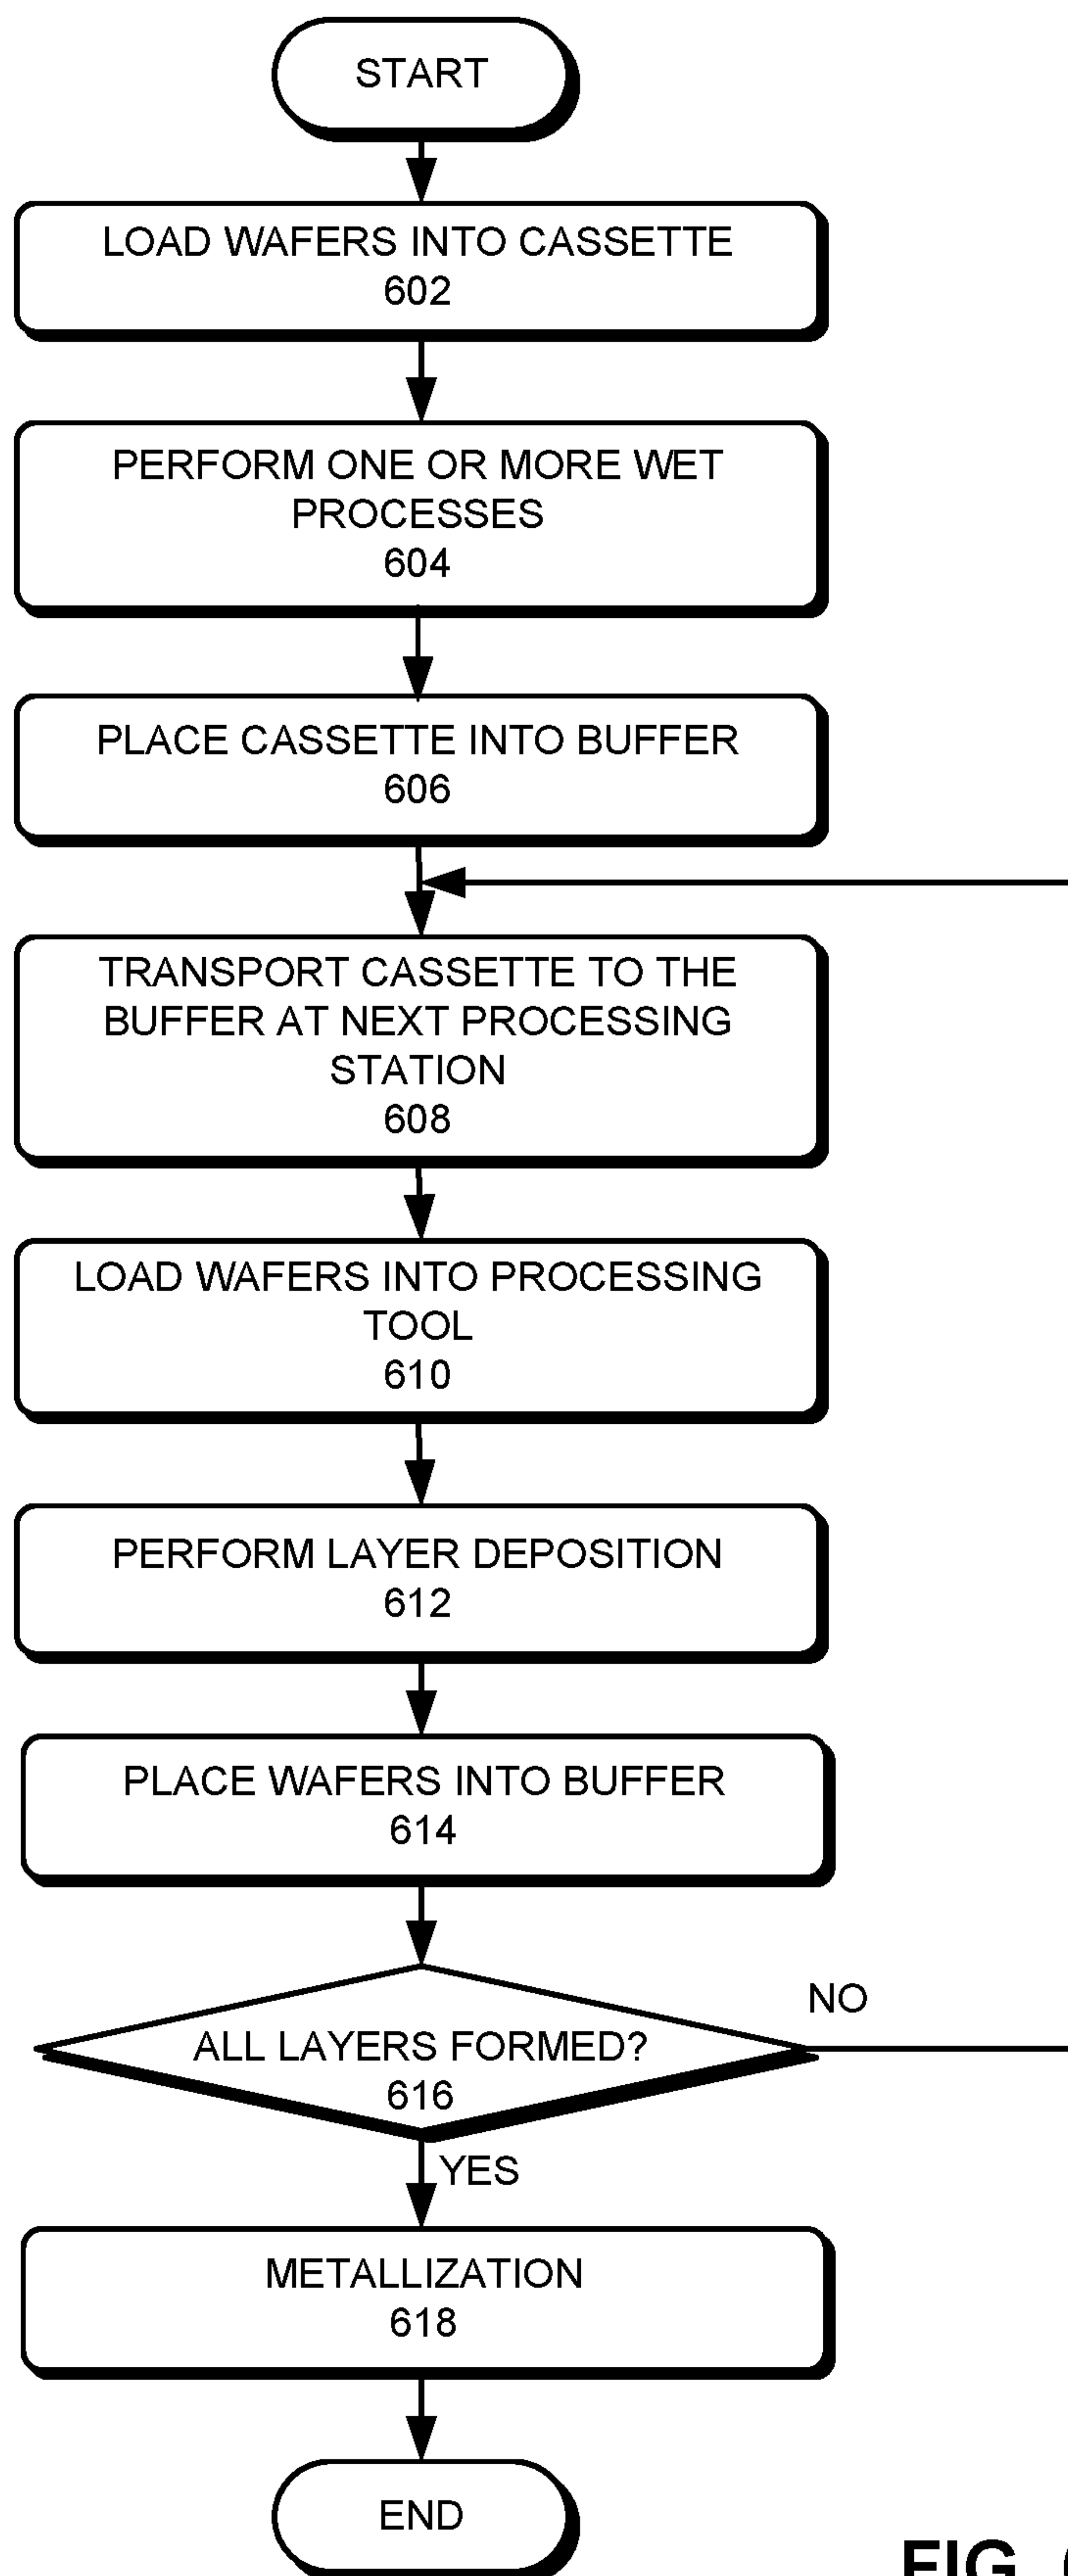 START
LOAD WAFERS INTO CASSETTE
602
PERFORM ONE OR MORE WET
PROCESSES
604
PLACE CASSETTE INTO BUFFER
606
TRANSPORT CASSETTE TO THE
BUFFER AT NEXT PROCESSING
STATION
608
LOAD WAFERS INTO PROCESSING
TOOL
610
PERFORM LAYER DEPOSITION
612
PLACE WAFERS INTO BUFFER
614
NO
ALL LAYERS FORMED?
616
YES
METALLIZATION
618
END
FIG.